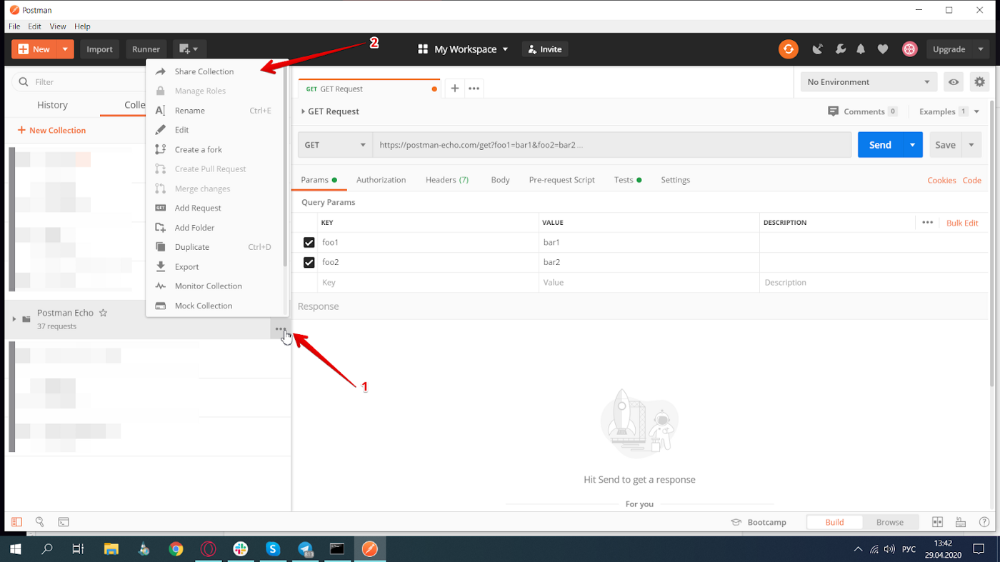 Postman
File Edit View Help
New Import Runner My Workspace Invite Upgrade
2
Filter
History Colle
New Collection
Share Collection
Manage Roles
Rename Ctrl+E
Edit
Create a fork
Create Pull Request
Merge changes
GET Add Request
Add Folder
Duplicate Ctrl+D
Export
Monitor Collection
Mock Collection
Postman Echo
37 requests
1
GET GET Request
No Environment
GET Request
Comments 0 Examples 1
GET https://postman-echo.com/get?foo1=bar1&foo2=bar2 ... Send Save
Params Authorization Headers (7) Body Pre-request Script Tests Settings Cookies Code
Query Params
KEY VALUE DESCRIPTION Bulk Edit
foo1 bar1
foo2 bar2
Key Value Description
Response
Hit Send to get a response
For you
Bootcamp Build Browse
813
РУС
13:42
29.04.2020